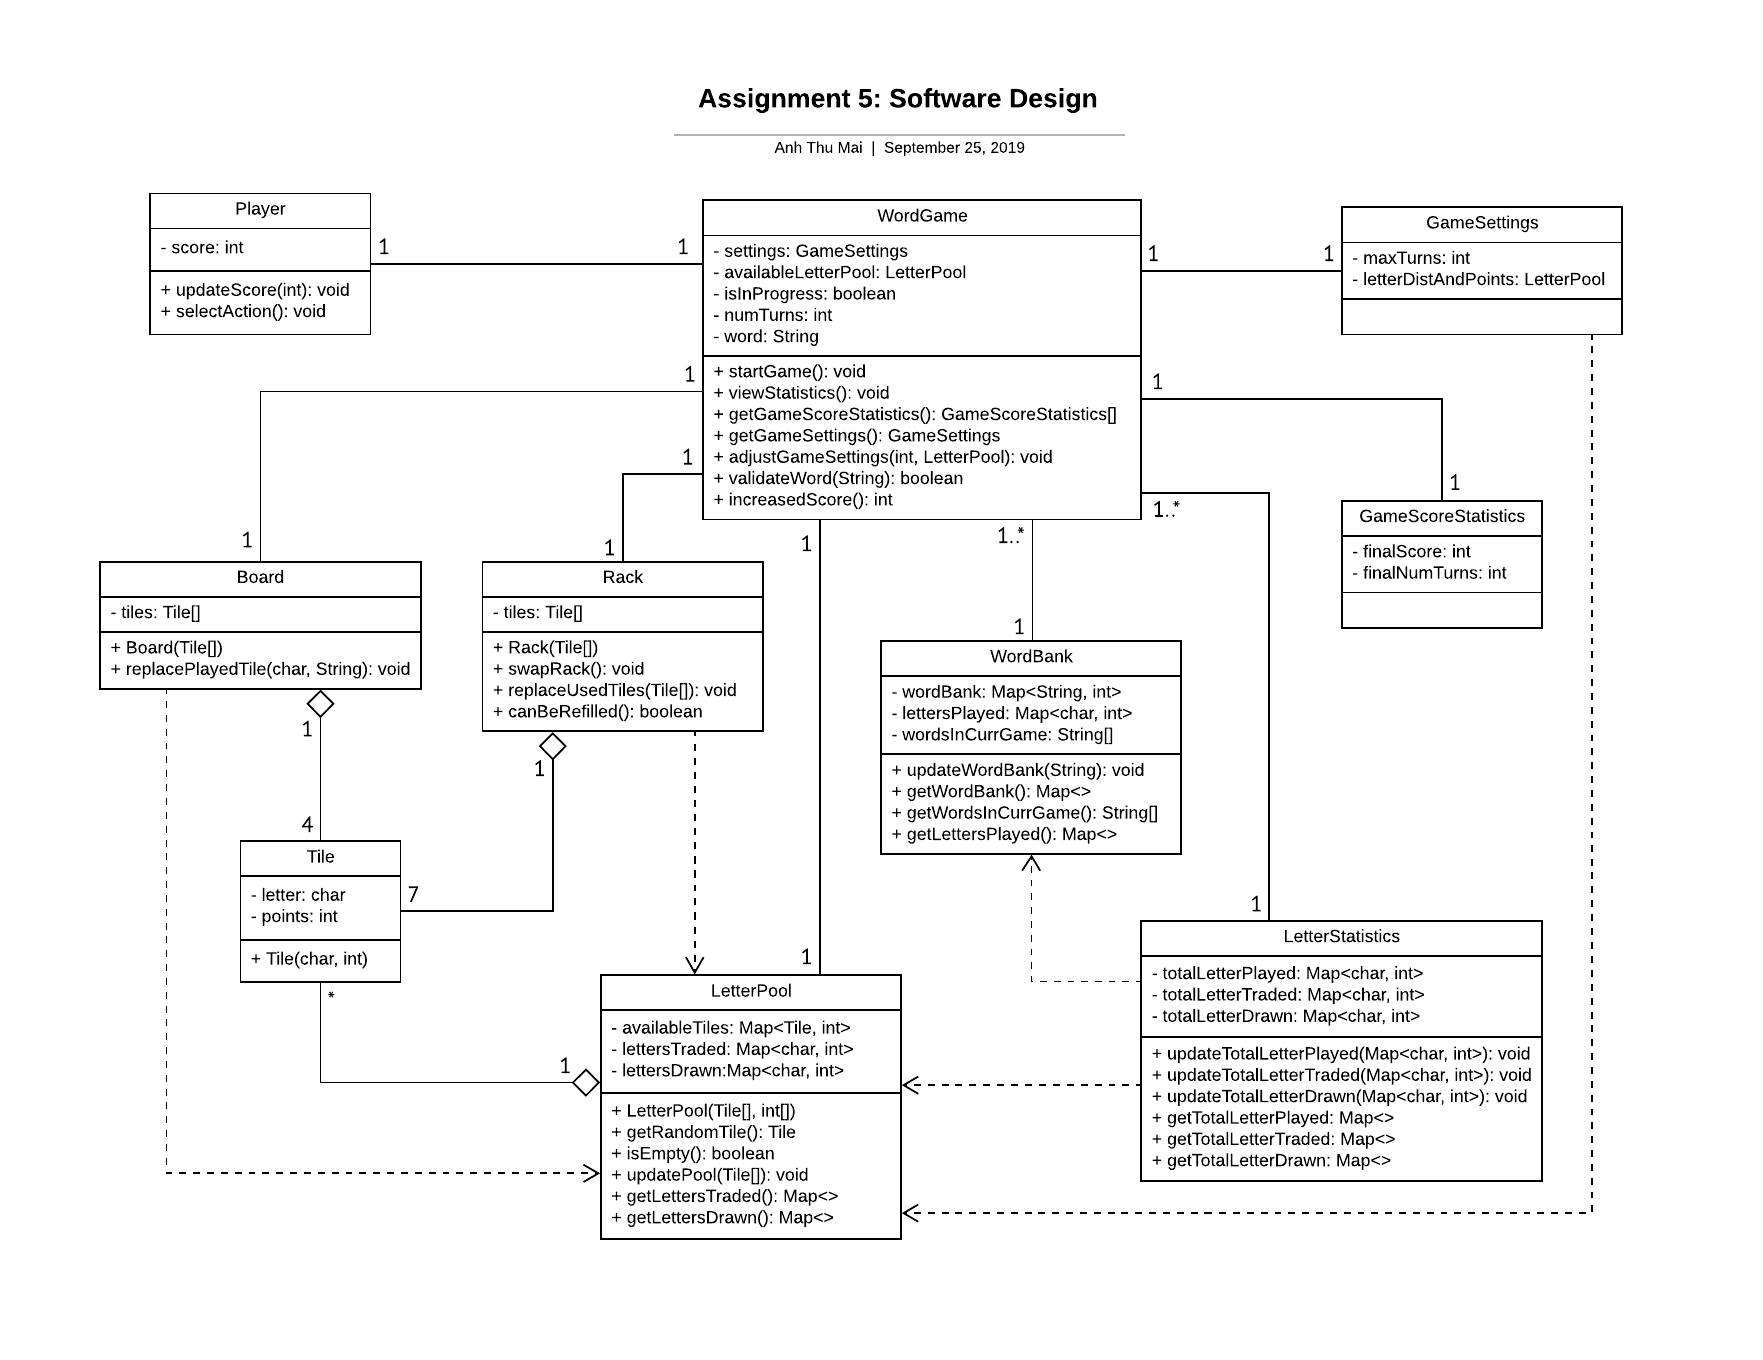 Assignment 5: Software Design
Anh Thu Mai | September 25, 2019
Player
- score: int
+ updateScore(int): void
+ selectAction(): void
1
1
WordGame
- settings: GameSettings
- availableLetterPool: LetterPool
- isInProgress: boolean
- numTurns: int
- word: String
+ startGame(): void
+ viewStatistics(): void
+ getGameScoreStatistics(): GameScoreStatistics[]
+ getGameSettings(): GameSettings
+ adjustGameSettings(int, LetterPool): void
+ validateWord(String): boolean
+ increasedScore(): int
1
1
GameSettings
- maxTurns: int
- letterDistAndPoints: LetterPool
1
1
1
1
1
1
GameScoreStatistics
- finalScore: int
- finalNumTurns: int
1..*
1..*
1
1
Board
- tiles: Tile[]
+ Board(Tile[])
+ replacePlayedTile(char, String): void
Rack
- tiles: Tile[]
+ Rack(Tile[])
+ swapRack(): void
+ replaceUsedTiles(Tile[]): void
+ canBeRefilled(): boolean
WordBank
- wordBank: Map<String, int>
- lettersPlayed: Map<char, int>
- wordsInCurrGame: String[]
+ updateWordBank(String): void
+ getWordBank(): Map<>
+ getWordsInCurrGame(): String[]
+ getLettersPlayed(): Map<>
1
4
1
7
Tile
- letter: char
- points: int
+ Tile(char, int)
*
1
1
1
LetterPool
- availableTiles: Map<Tile, int>
- lettersTraded: Map<char, int>
- lettersDrawn:Map<char, int>
+ LetterPool(Tile[], int[])
+ getRandomTile(): Tile
+ isEmpty(): boolean
+ updatePool(Tile[]): void
+ getLettersTraded(): Map<>
+ getLettersDrawn(): Map<>
LetterStatistics
- totalLetterPlayed: Map<char, int>
- totalLetterTraded: Map<char, int>
- totalLetterDrawn: Map<char, int>
+ updateTotalLetterPlayed(Map<char, int>): void
+ updateTotalLetterTraded(Map<char, int>): void
+ updateTotalLetterDrawn(Map<char, int>): void
+ getTotalLetterPlayed: Map<>
+ getTotalLetterTraded: Map<>
+ getTotalLetterDrawn: Map<>